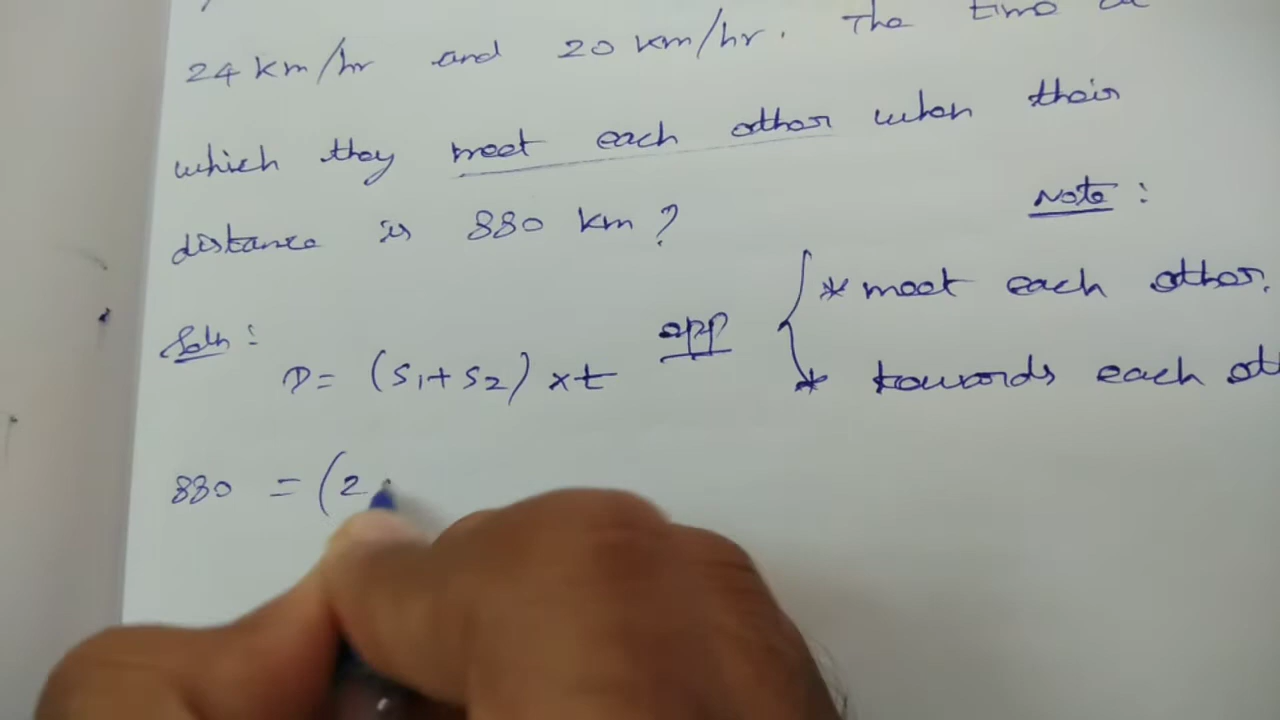 24 km/hr and 20 km/hr. The time at
which they meet each other when their
distance is 880 km?
Note :
Soln :
D = (S1 + S2) x t
opp
* meet each other.
* towards each oth
880 = (2